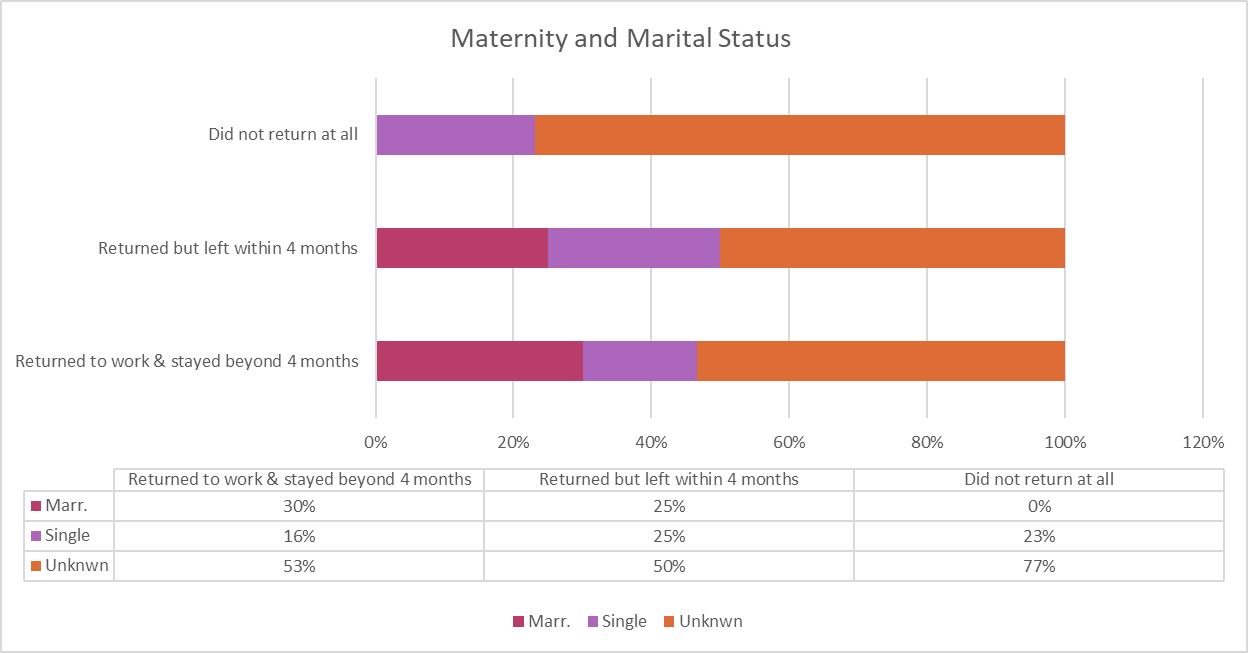 Maternity and Marital Status
Did not return at all
Returned but left within 4 months
Returned to work & stayed beyond 4 months
0% 20% 40% 60% 80% 100% 120%
Returned to work & stayed beyond 4 months Returned but left within 4 months Did not return at all
Marr. 30% 25% 0%
Single 16% 25% 23%
Unknwn 53% 50% 77%
Marr. Single Unknwn